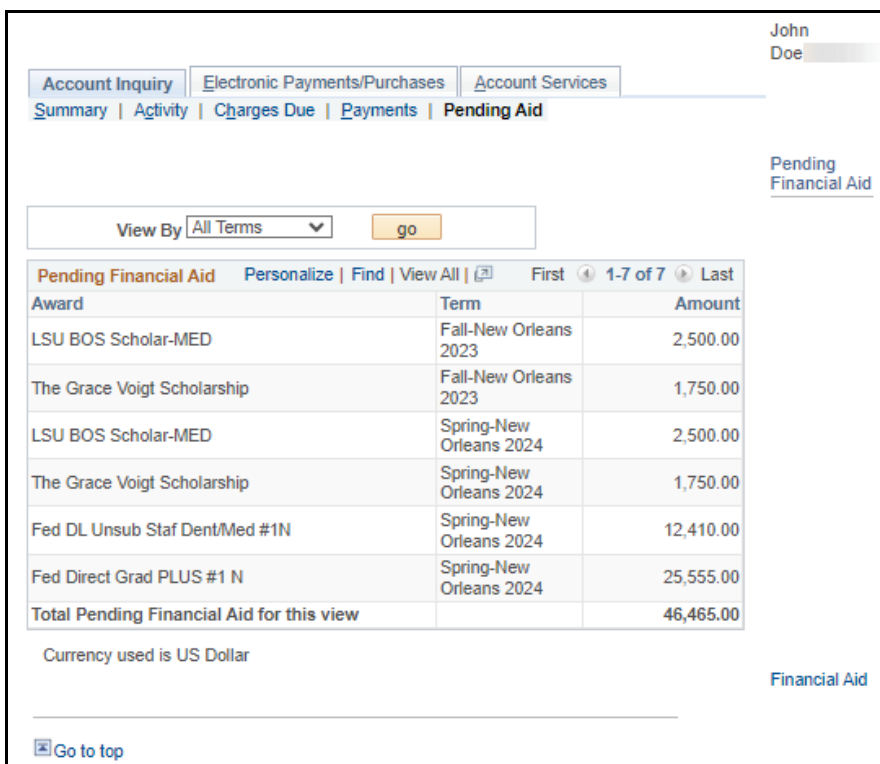 John
Doe
Account Inquiry Electronic Payments/Purchases Account Services
Summary | Activity | Charges Due | Payments | Pending Aid
Pending
Financial Aid
View By All Terms go
Pending Financial Aid Personalize | Find | View All | First 1-7 of 7 Last
Award Term Amount
LSU BOS Scholar-MED Fall-New Orleans 2023 2,500.00
The Grace Voigt Scholarship Fall-New Orleans 2023 1,750.00
LSU BOS Scholar-MED Spring-New Orleans 2024 2,500.00
The Grace Voigt Scholarship Spring-New Orleans 2024 1,750.00
Fed DL Unsub Staf Dent/Med #1N Spring-New Orleans 2024 12,410.00
Fed Direct Grad PLUS #1 N Spring-New Orleans 2024 25,555.00
Total Pending Financial Aid for this view 46,465.00
Currency used is US Dollar
Financial Aid
Go to top